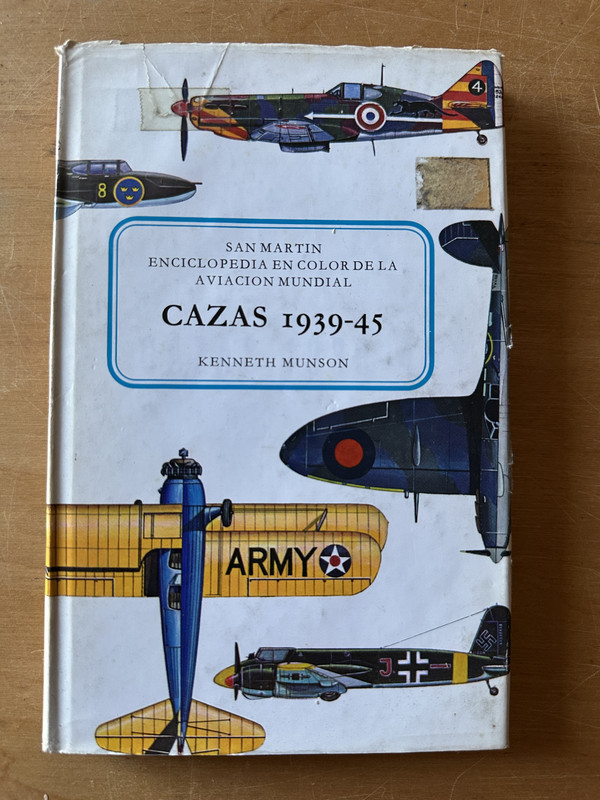 4
8
SAN MARTIN
ENCICLOPEDIA EN COLOR DE LA
AVIACION MUNDIAL
CAZAS 1939-45
KENNETH MUNSON
ARMY
J